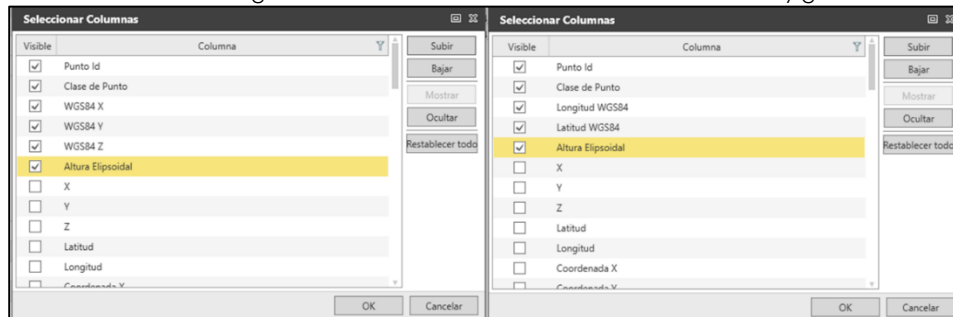 Seleccionar Columnas
Visible Columna
Punto Id
Clase de Punto
WGS84 X
WGS84 Y
WGS84 Z
Altura Elipsoidal
X
Y
Z
Latitud
Longitud
Subir
Bajar
Mostrar
Ocultar
Restablecer todo
OK Cancelar
Seleccionar Columnas
Visible Columna
Punto Id
Clase de Punto
Longitud WGS84
Latitud WGS84
Altura Elipsoidal
X
Y
Z
Latitud
Longitud
Coordenada X
Subir
Bajar
Mostrar
Ocultar
Restablecer todo
OK Cancelar